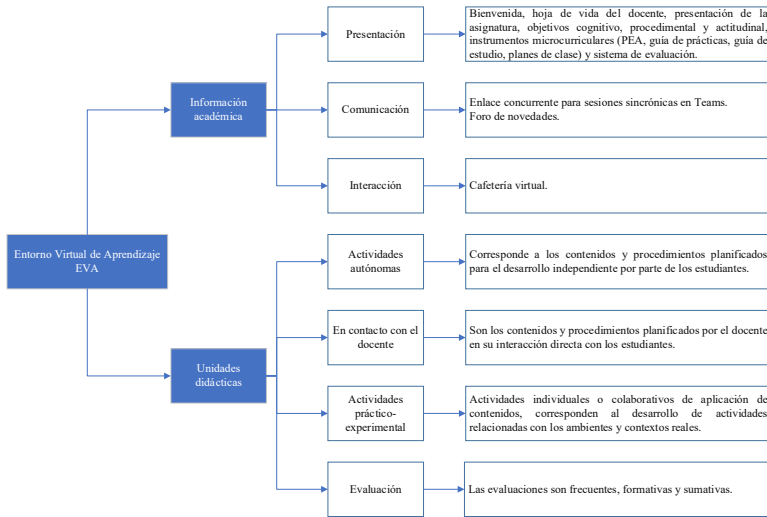 Entorno Virtual de Aprendizaje
EVA
Información
académica
Presentación
Bienvenida, hoja de vida del docente, presentación de la
asignatura, objetivos cognitivo, procedimental y actitudinal,
instrumentos microcurriculares (PEA, guía de prácticas, guía de
estudio, planes de clase) y sistema de evaluación.
Comunicación
Enlace concurrente para sesiones sincrónicas en Teams.
Foro de novedades.
Interacción
Cafetería virtual.
Unidades
didácticas
Actividades
autónomas
Corresponde a los contenidos y procedimientos planificados
para el desarrollo independiente por parte de los estudiantes.
En contacto con el
docente
Son los contenidos y procedimientos planificados por el docente
en su interacción directa con los estudiantes.
Actividades
práctico-
experimental
Actividades individuales o colaborativos de aplicación de
contenidos, corresponden al desarrollo de actividades
relacionadas con los ambientes y contextos reales.
Evaluación
Las evaluaciones son frecuentes, formativas y sumativas.